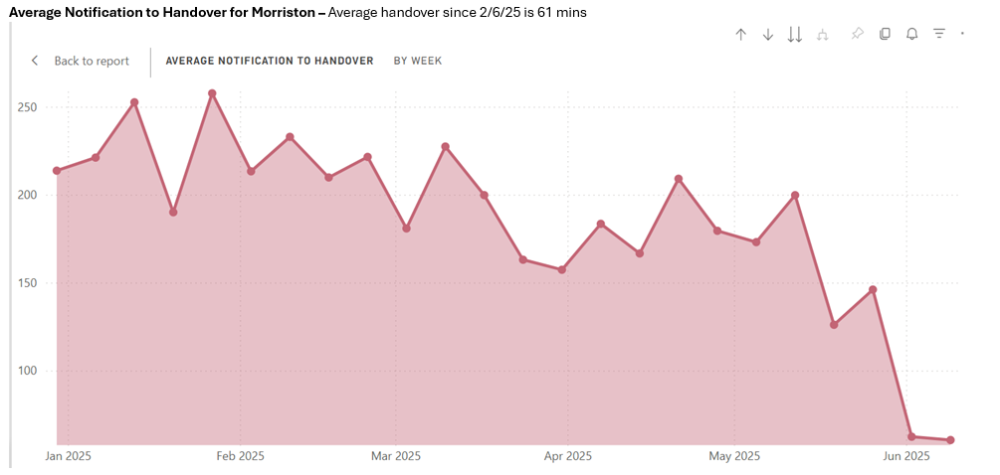 Average Notification to Handover for Morriston – Average handover since 2/6/25 is 61 mins
Back to report
AVERAGE NOTIFICATION TO HANDOVER
BY WEEK
250
200
150
100
Jan 2025
Feb 2025
Mar 2025
Apr 2025
May 2025
Jun 2025